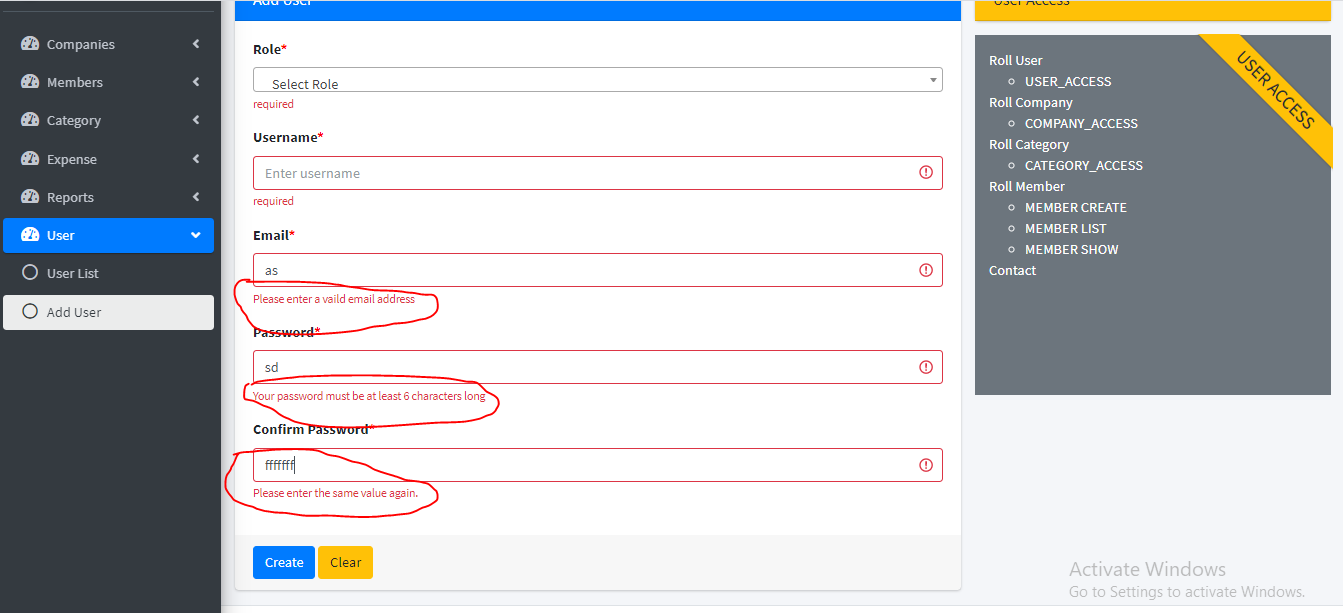 Companies
Members
Category
Expense
Reports
User
User List
Add User
Add User
Role*
Select Role
required
Username*
Enter username
required
Email*
as
Please enter a vaild email address
Password*
sd
Your password must be at least 6 characters long
Confirm Password*
fffffff
Please enter the same value again.
Create
Clear
User Access
USER ACCESS
Roll User
USER_ACCESS
Roll Company
COMPANY_ACCESS
Roll Category
CATEGORY_ACCESS
Roll Member
MEMBER CREATE
MEMBER LIST
MEMBER SHOW
Contact
Activate Windows
Go to Settings to activate Windows.